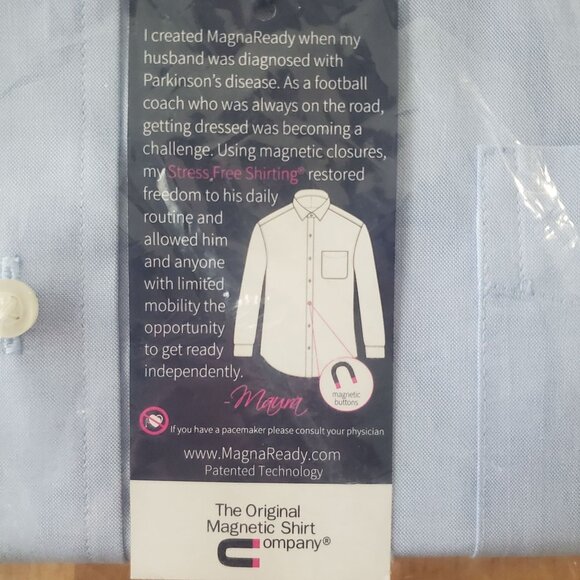 I created MagnaReady when my
husband was diagnosed with
Parkinson's disease. As a football
coach who was always on the road,
getting dressed was becoming a
challenge. Using magnetic closures,
my Stress Free Shirting® restored
freedom to his daily
routine and
allowed him
and anyone
with limited
mobility the
opportunity
to get ready
independently.
-Maura
magnetic
buttons
If you have a pacemaker please consult your physician
www.MagnaReady.com
Patented Technology
The Original
Magnetic Shirt
ompany®